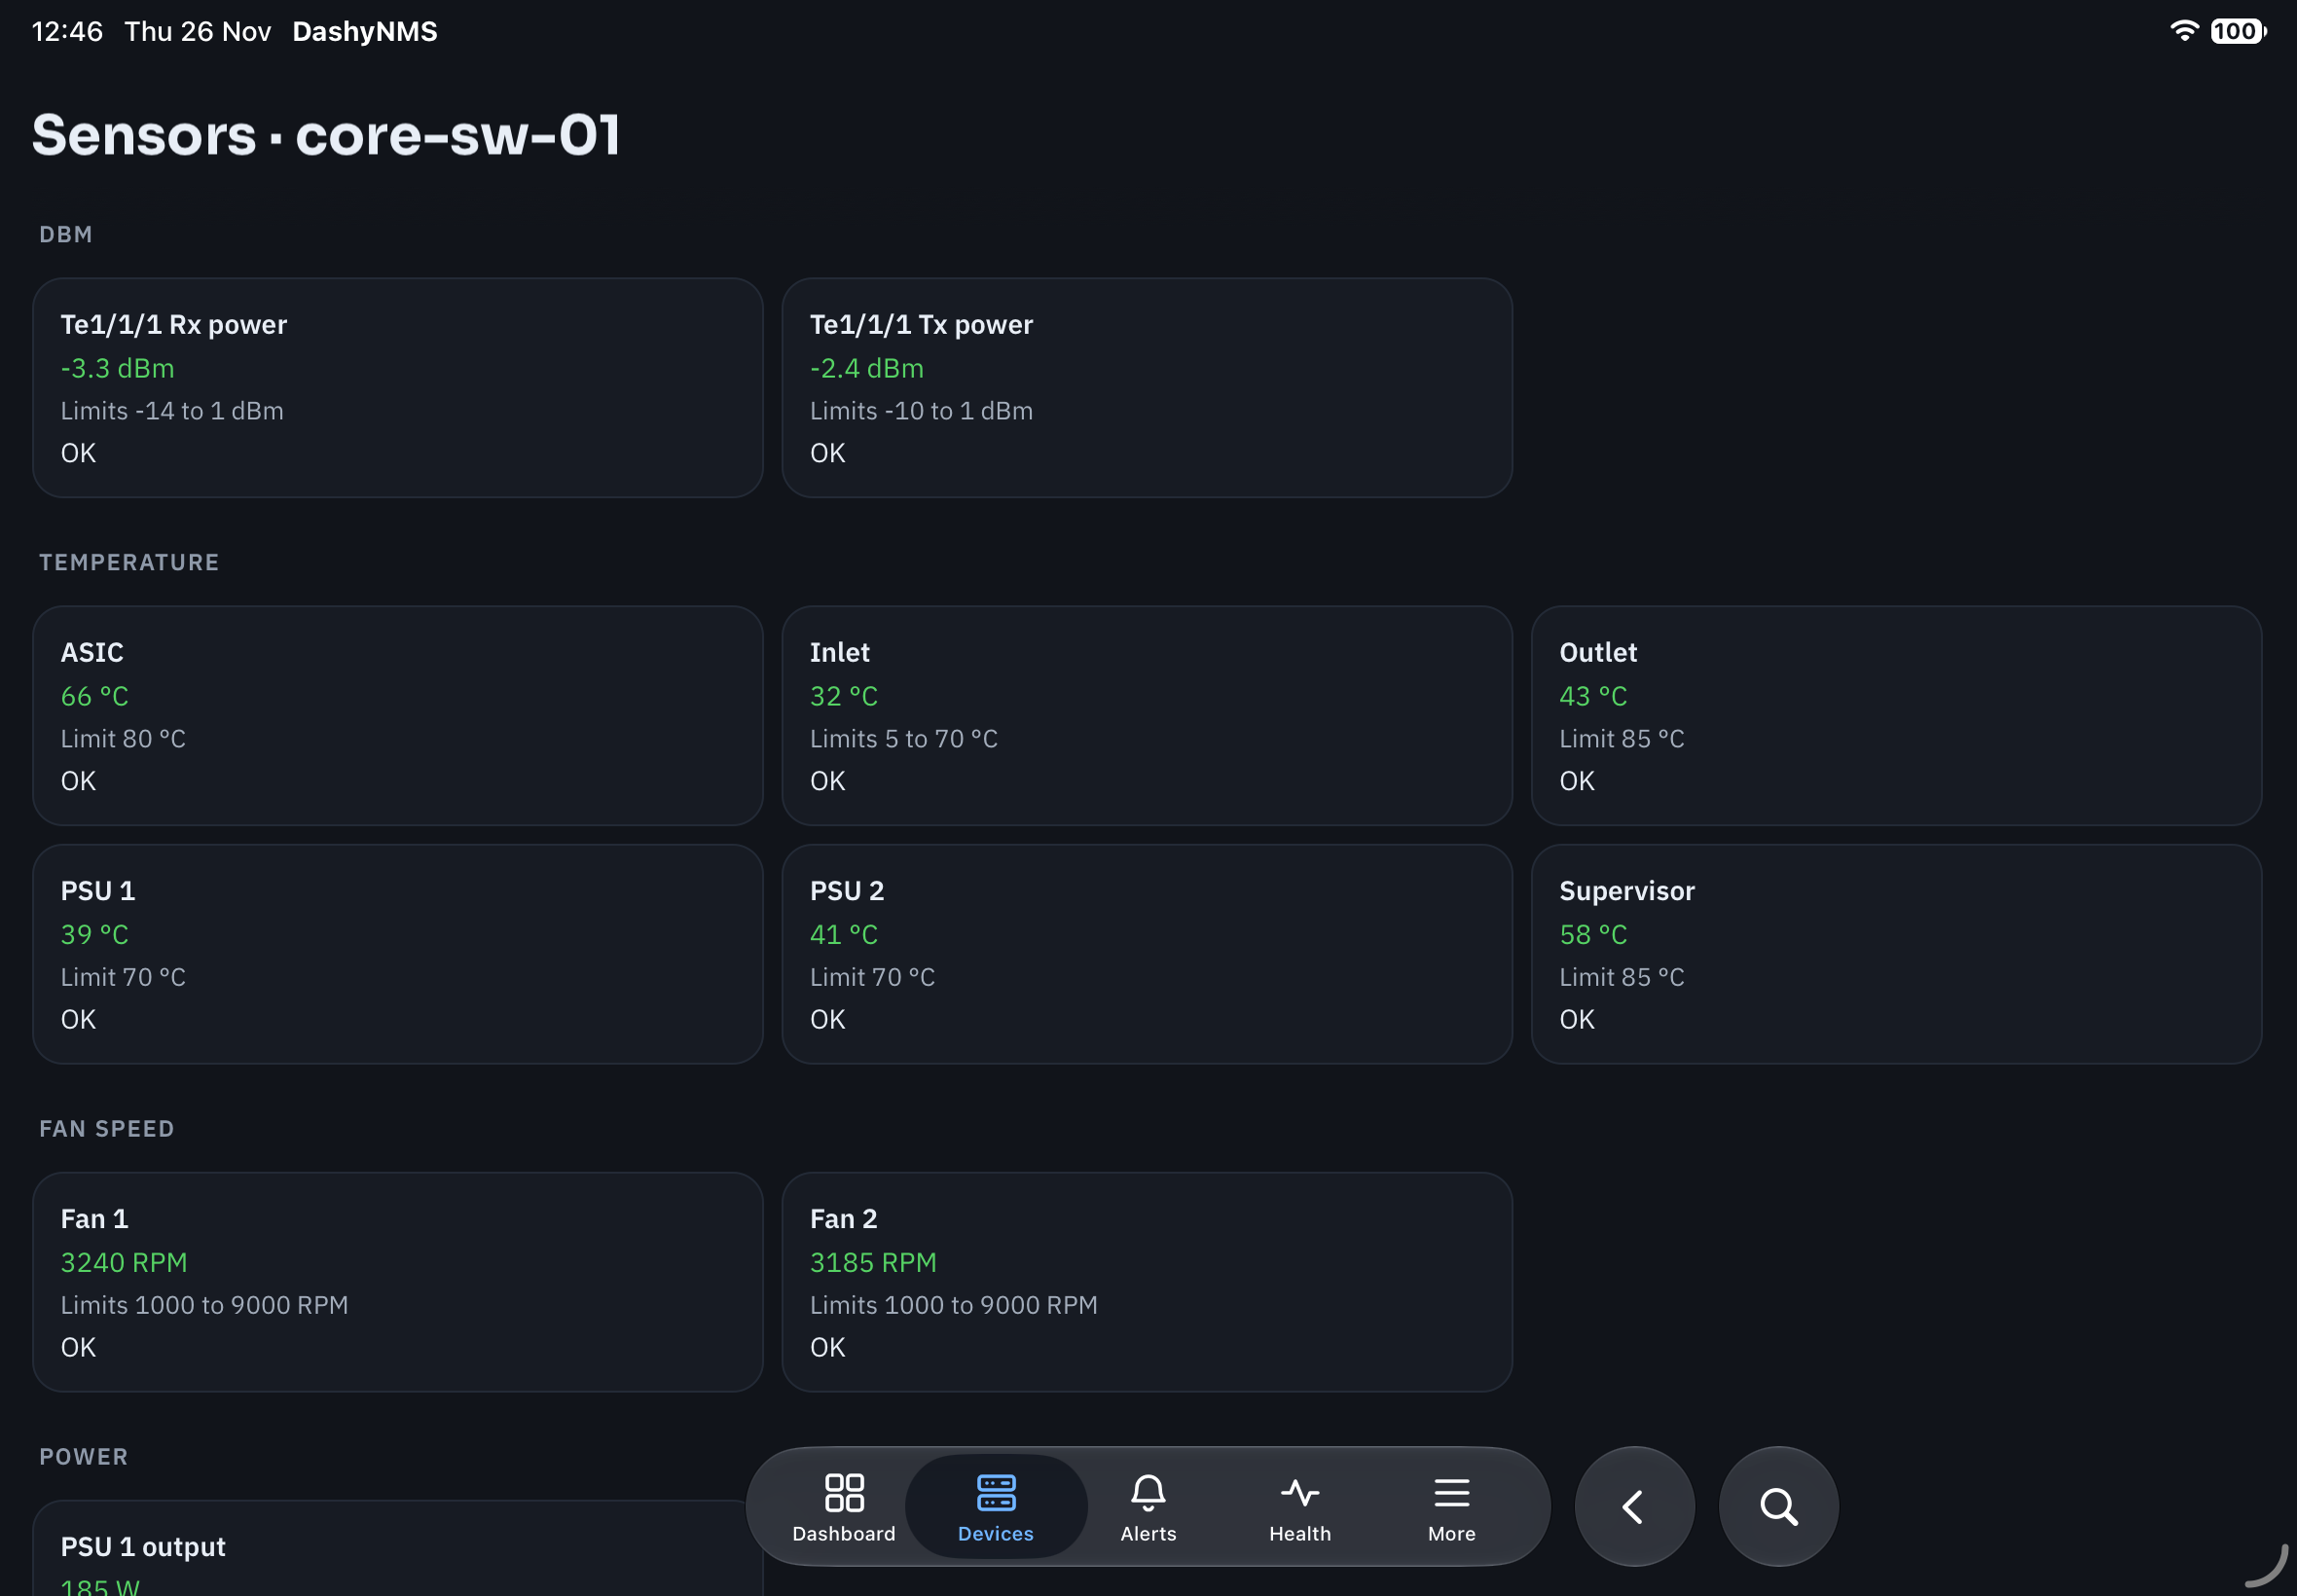 12:46 Thu 26 Nov DashyNMS 100
Sensors · core-sw-01
DBM
Te1/1/1 Rx power
-3.3 dBm
Limits -14 to 1 dBm
OK
Te1/1/1 Tx power
-2.4 dBm
Limits -10 to 1 dBm
OK
TEMPERATURE
ASIC
66 °C
Limit 80 °C
OK
Inlet
32 °C
Limits 5 to 70 °C
OK
Outlet
43 °C
Limit 85 °C
OK
PSU 1
39 °C
Limit 70 °C
OK
PSU 2
41 °C
Limit 70 °C
OK
Supervisor
58 °C
Limit 85 °C
OK
FAN SPEED
Fan 1
3240 RPM
Limits 1000 to 9000 RPM
OK
Fan 2
3185 RPM
Limits 1000 to 9000 RPM
OK
POWER
PSU 1 output
185 W
Dashboard
Devices
Alerts
Health
More